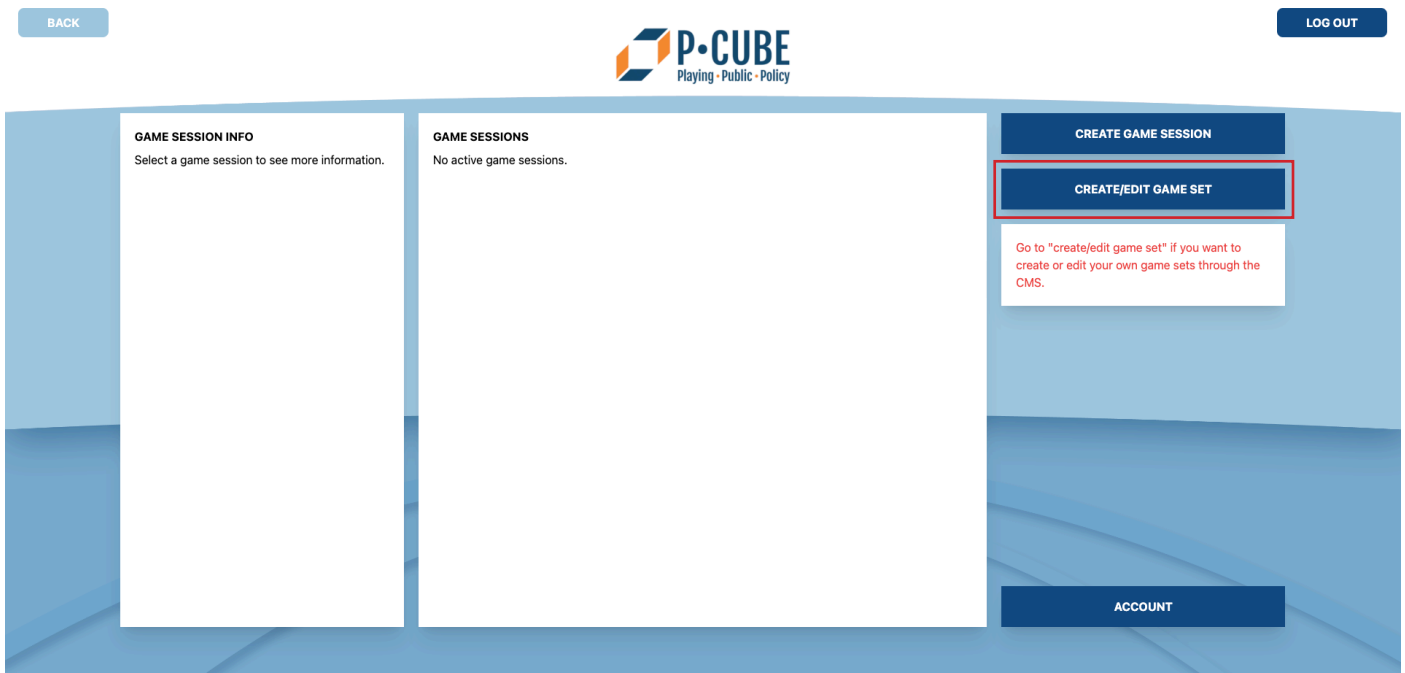 BACK
LOG OUT
P•CUBE
Playing • Public • Policy
GAME SESSION INFO
Select a game session to see more information.
GAME SESSIONS
No active game sessions.
CREATE GAME SESSION
CREATE/EDIT GAME SET
Go to "create/edit game set" if you want to
create or edit your own game sets through the
CMS.
ACCOUNT